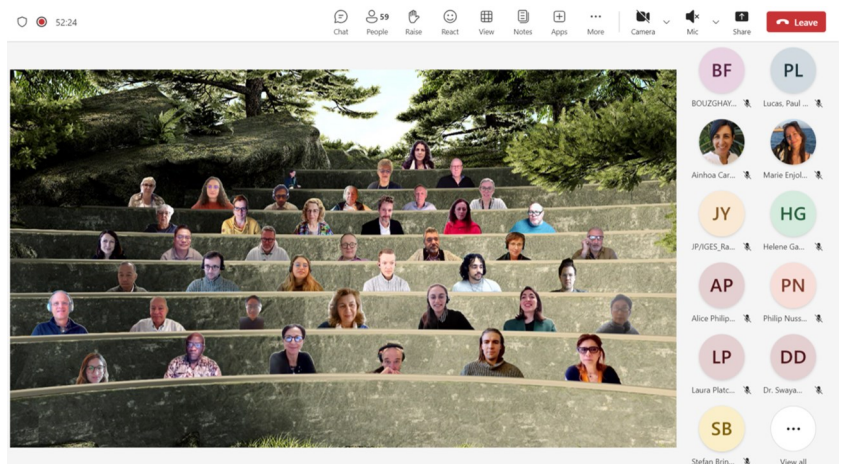 52:24
59
Chat
People
Raise
React
View
Notes
Apps
More
Camera
Mic
Share
Leave
BF
PL
BOUZGHAY...
Lucas, Paul ...
Ainhoa Car...
Marie Enjol...
JY
HG
JP/IGES_Ra...
Helene Ga...
AP
PN
Alice Philip...
Philip Nuss...
LP
DD
Laura Platc...
Dr. Swaya...
SB
Stefan Brin...
View all